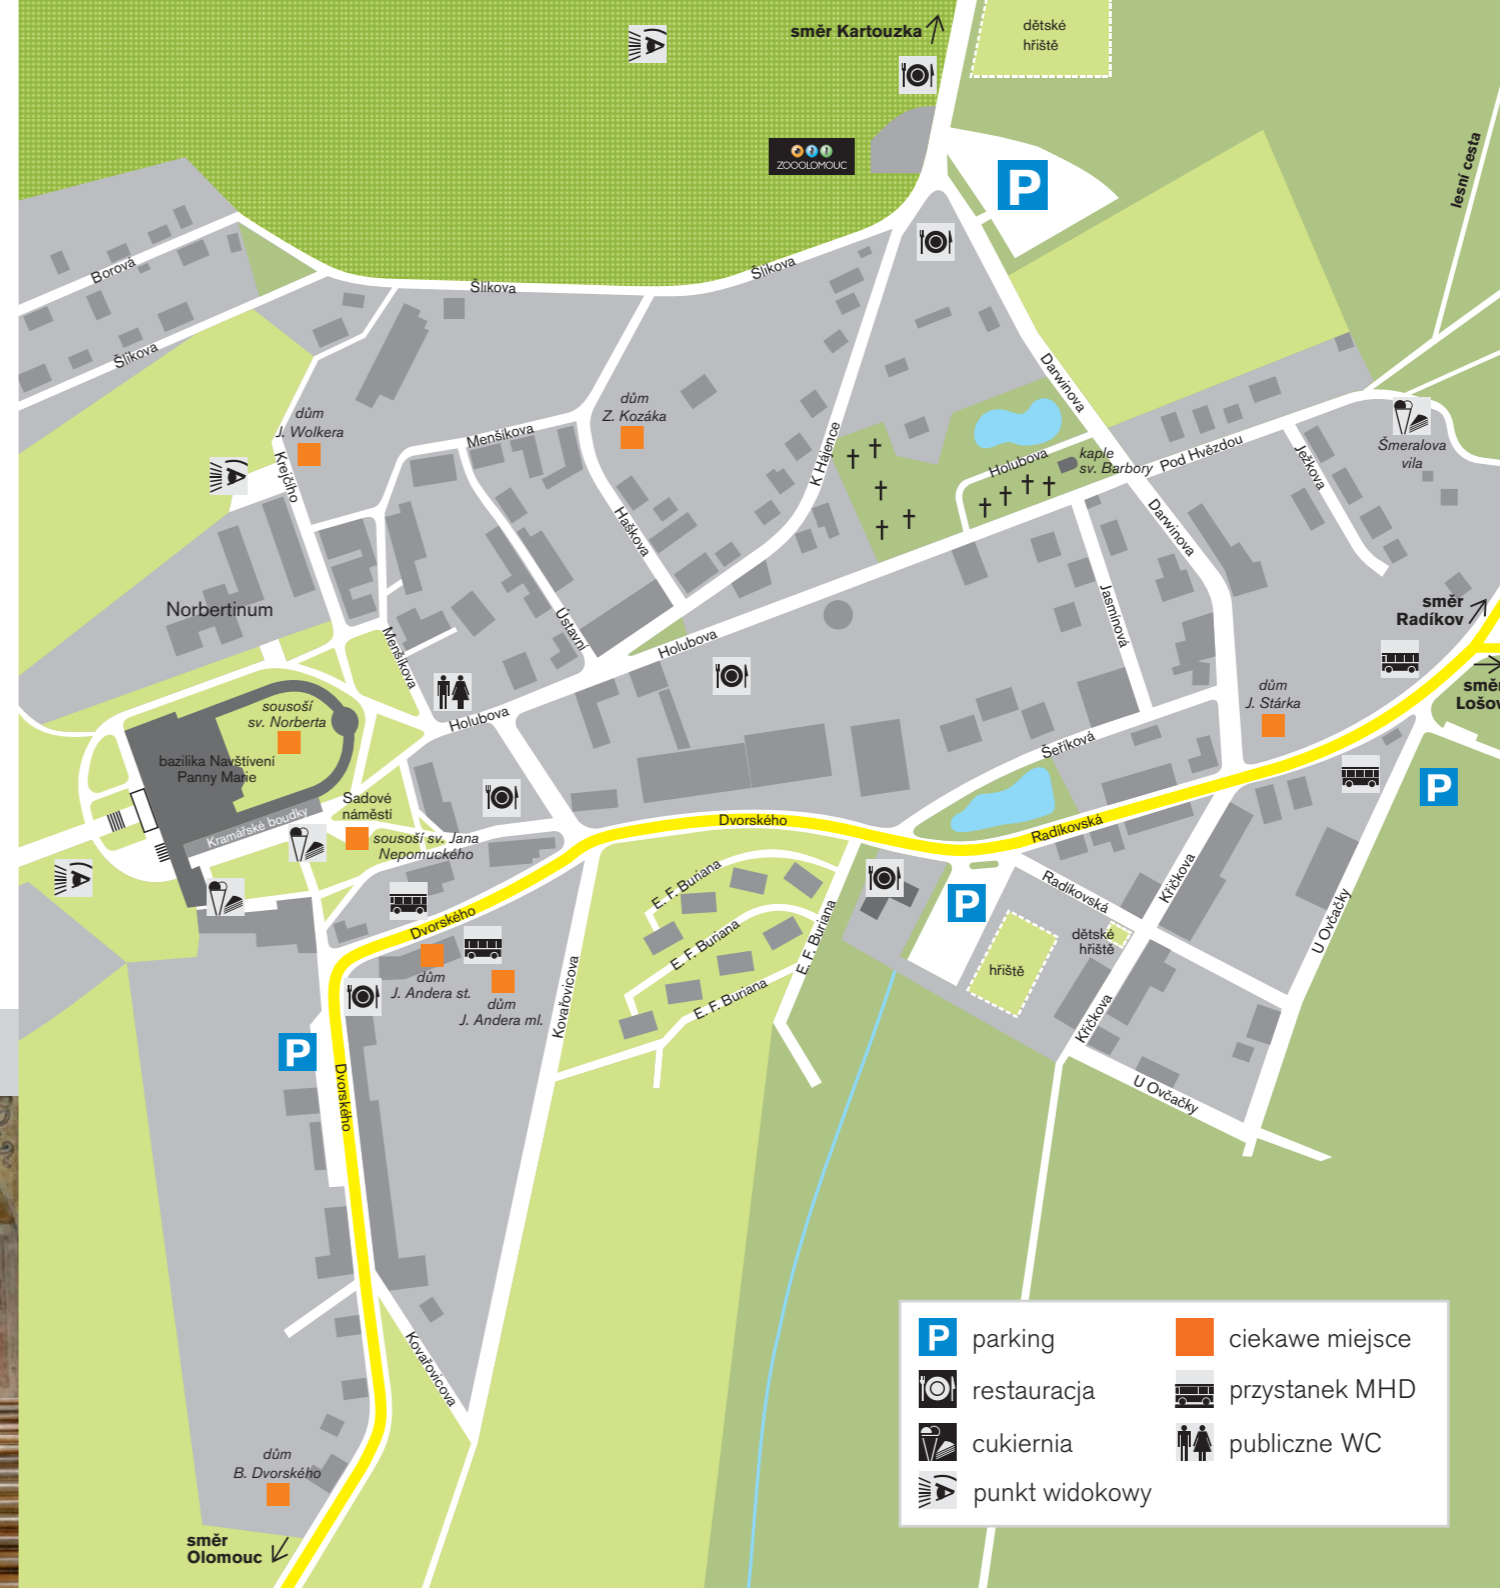 směr Kartouzka
dětské
hřiště
ZOOOLOMOUC
P
lesní cesta
Borová
Šlikova
Šlikova
Šlikova
Darwinova
dům
J. Wolkera
dům
Z. Kozáka
Menšíkova
Krejčího
K Hájence
Holubova
kaple
sv. Barbory
Pod Hvězdou
Ježkova
Šmeralova
vila
Haškova
Darwinova
Norbertinum
Ústavní
Menšíkova
Holubova
Jasmínová
směr
Radíkov
směr
Lošov
sousoší
sv. Norberta
Holubova
dům
J. Stárka
Šeříková
bazilika Navštívení
Panny Marie
Kramářské boudky
Sadové
náměstí
sousoší sv. Jana
Nepomuckého
Dvorského
Radíkovská
P
E. F. Buriana
E. F. Buriana
E. F. Buriana
E. F. Buriana
P
Radíkovská
Křičkova
U Ovčačky
dětské
hřiště
hřiště
Dvorského
dům
J. Andera st.
dům
J. Andera ml.
Kovařovicova
Křičkova
P
Dvorského
U Ovčačky
Kovařovicova
dům
B. Dvorského
směr
Olomouc
P parking
restauracja
cukiernia
punkt widokowy
ciekawe miejsce
przystanek MHD
publiczne WC